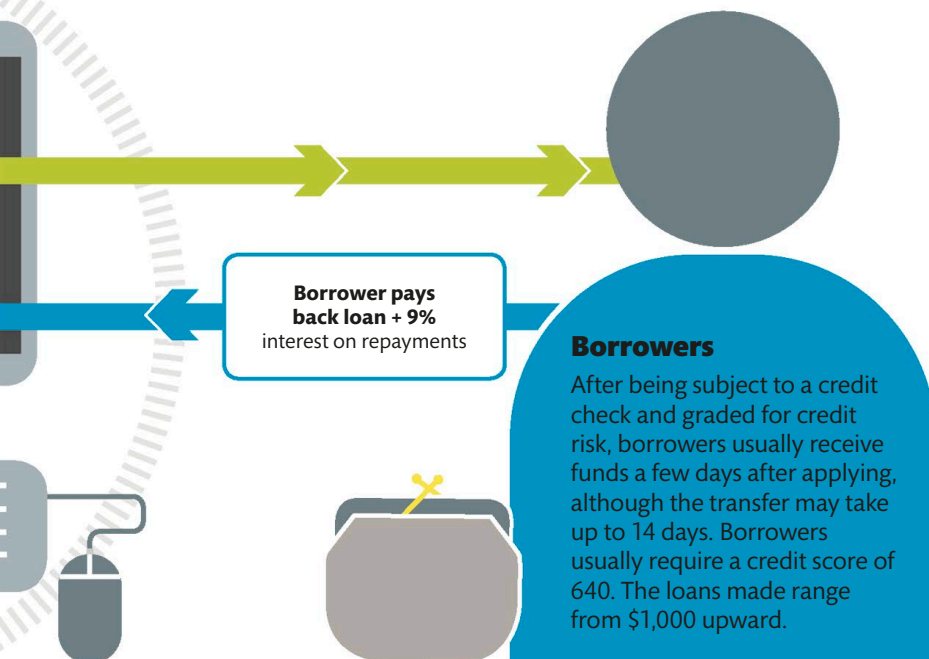 Borrower pays
back loan + 9%
interest on repayments
Borrowers
After being subject to a credit
check and graded for credit
risk, borrowers usually receive
funds a few days after applying,
although the transfer may take
up to 14 days. Borrowers
usually require a credit score of
640. The loans made range
from $1,000 upward.